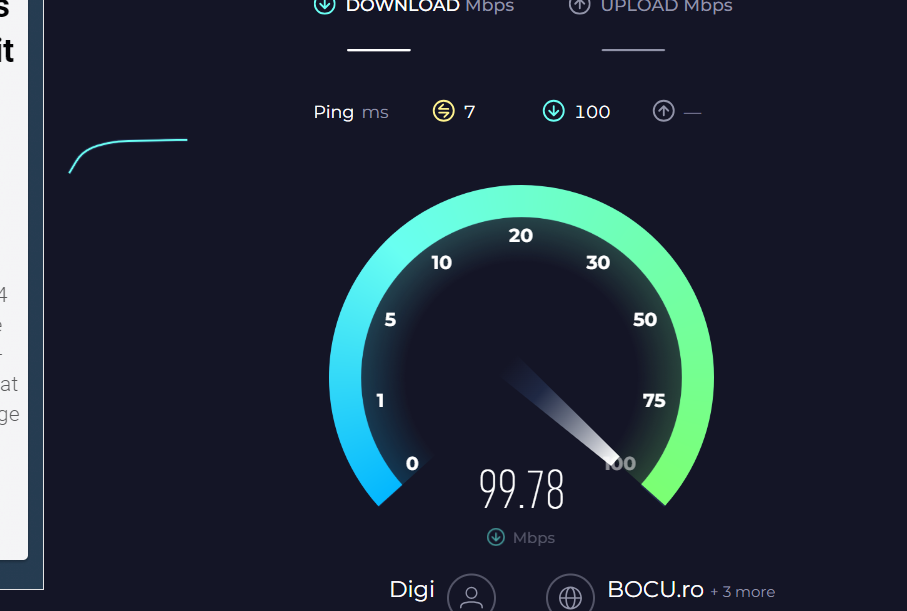 s
it
4
e
at
ge
DOWNLOAD Mbps
UPLOAD Mbps
Ping ms 7 100 —
0
1
5
10
20
30
50
75
100
99.78
Mbps
Digi
BOCU.ro + 3 more